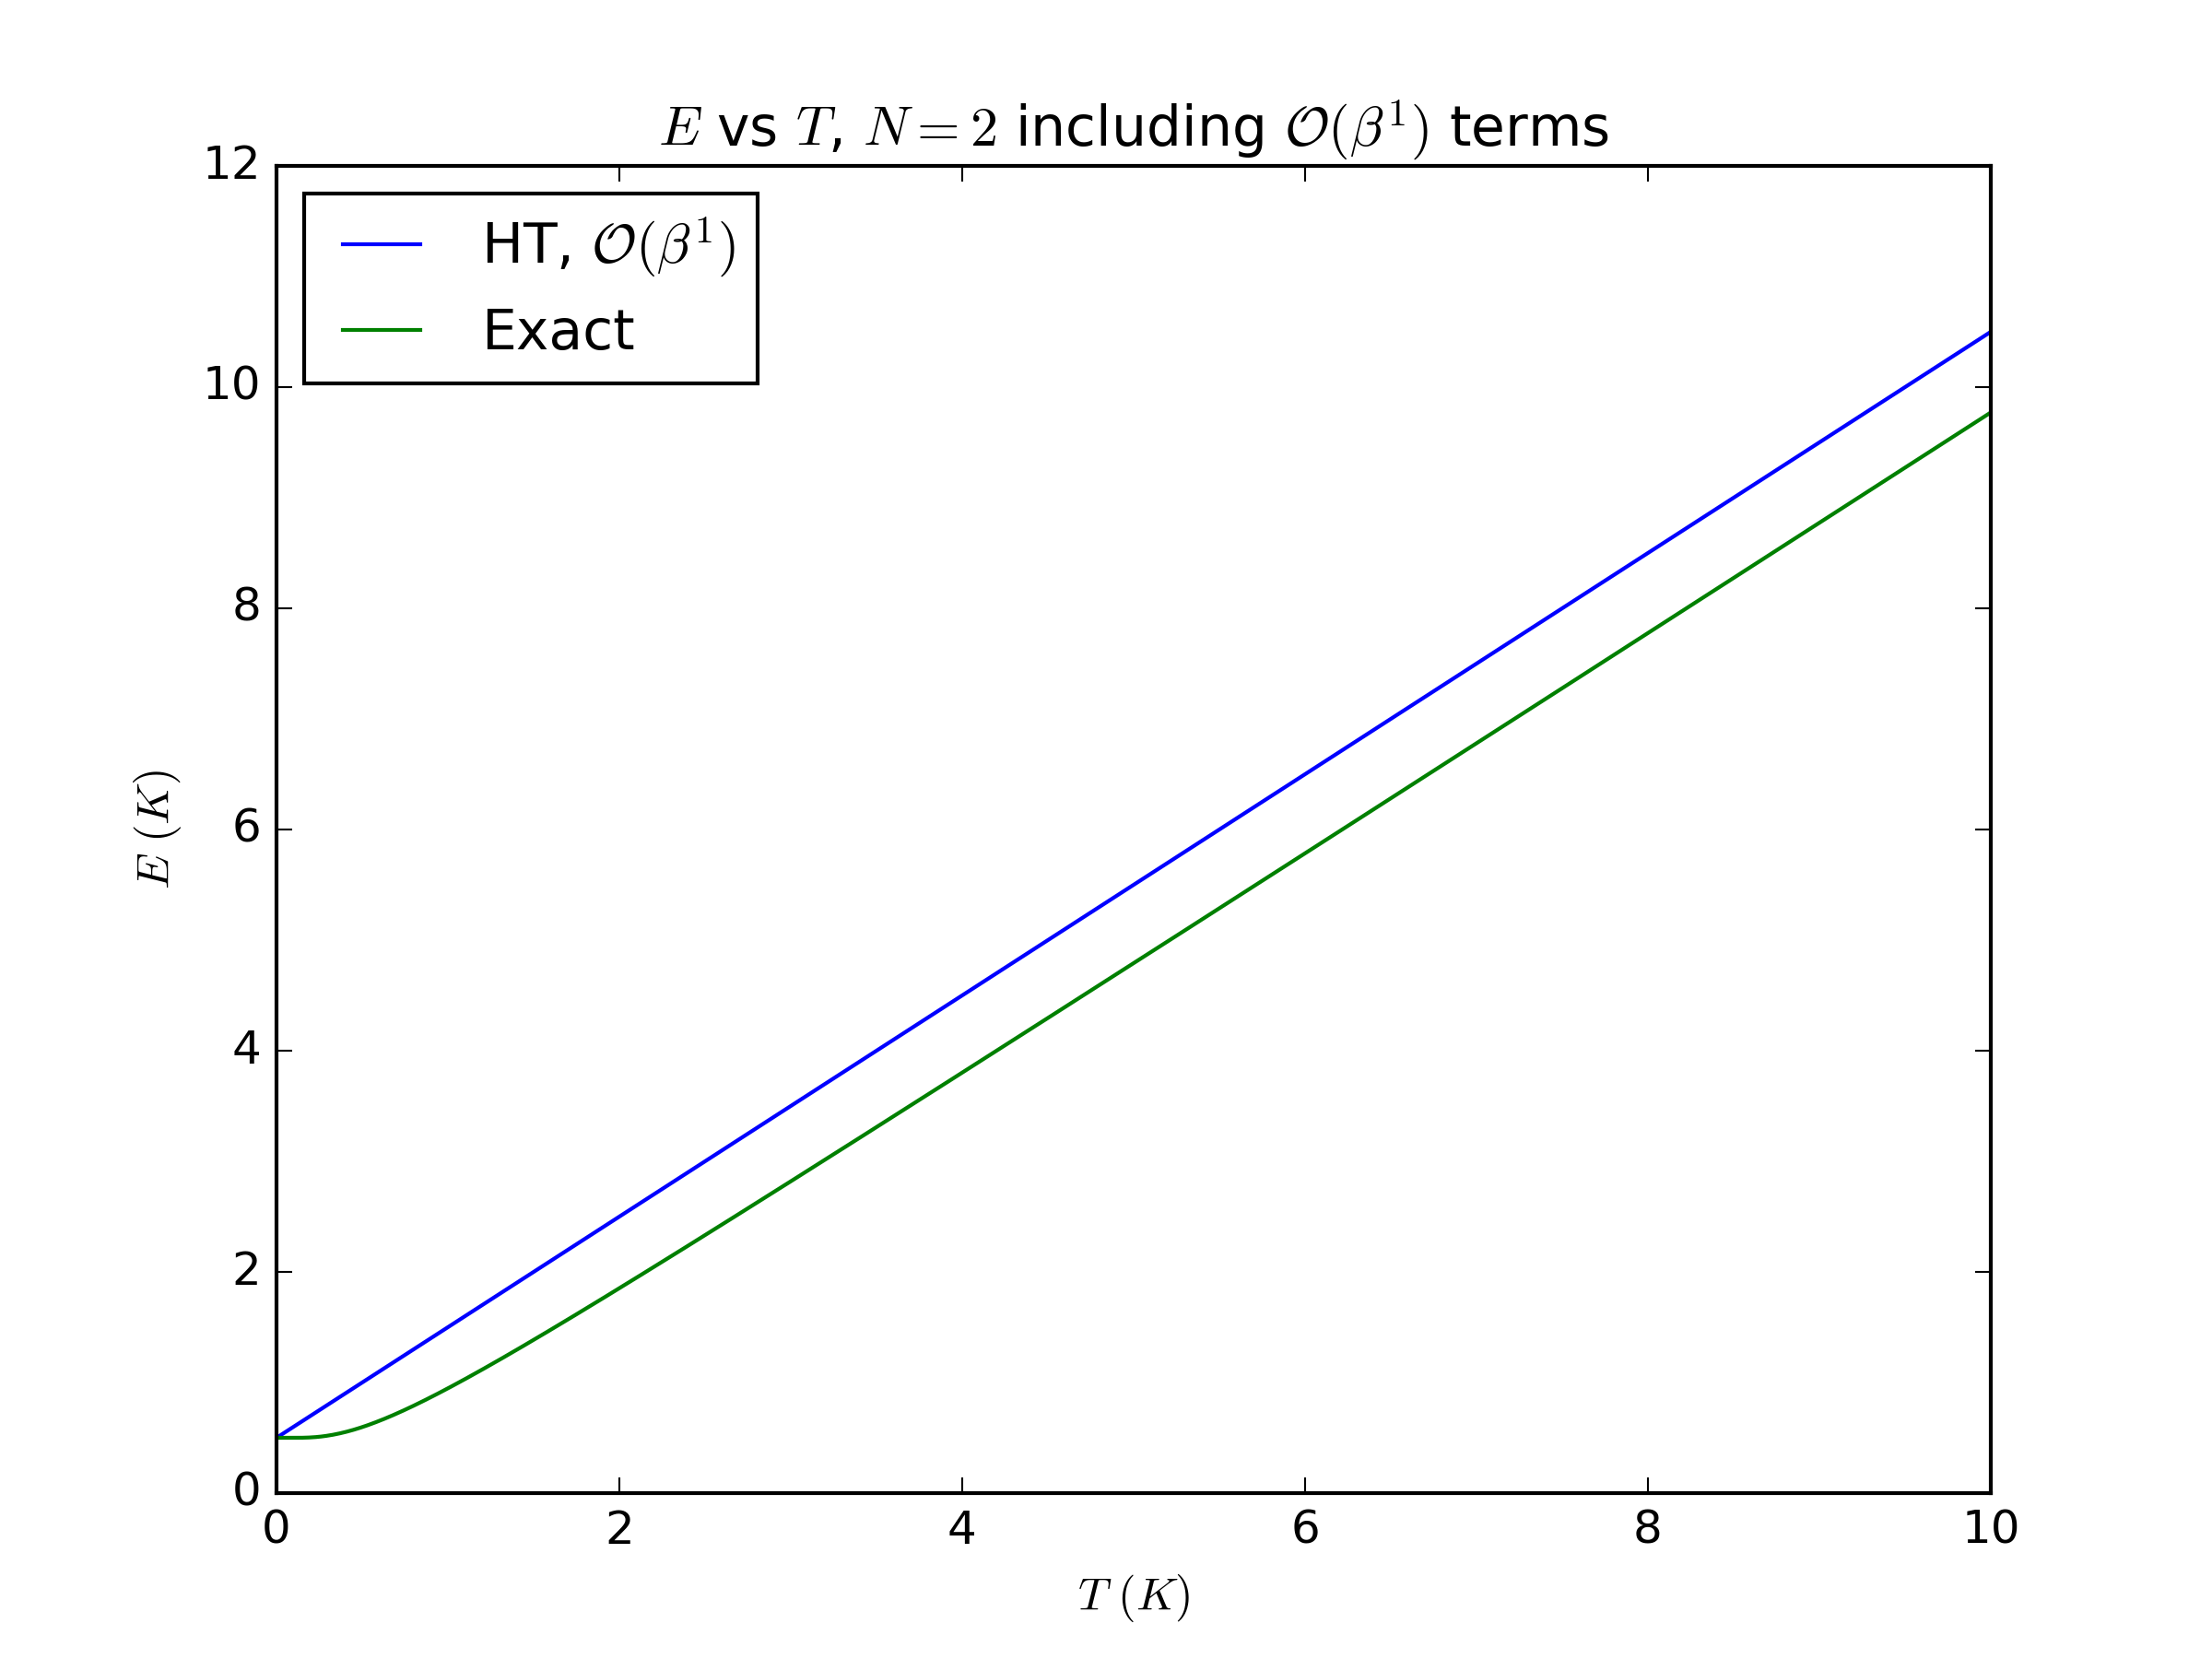 E vs T, N = 2 including 𝒪(β¹) terms
12
HT, 𝒪(β¹)
Exact
10
8
6
4
2
0
E (K)
0 2 4 6 8 10
T (K)